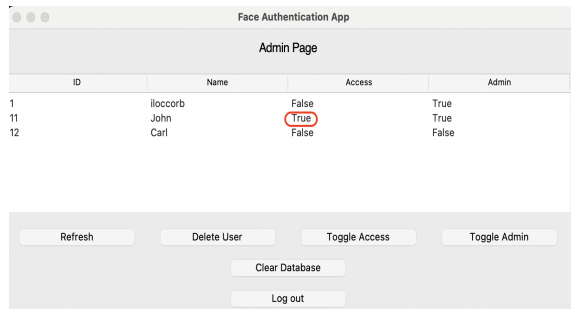 Face Authentication App
Admin Page
ID Name Access Admin
1 iloccorb False True
11 John True True
12 Carl False False
Refresh Delete User Toggle Access Toggle Admin
Clear Database
Log out